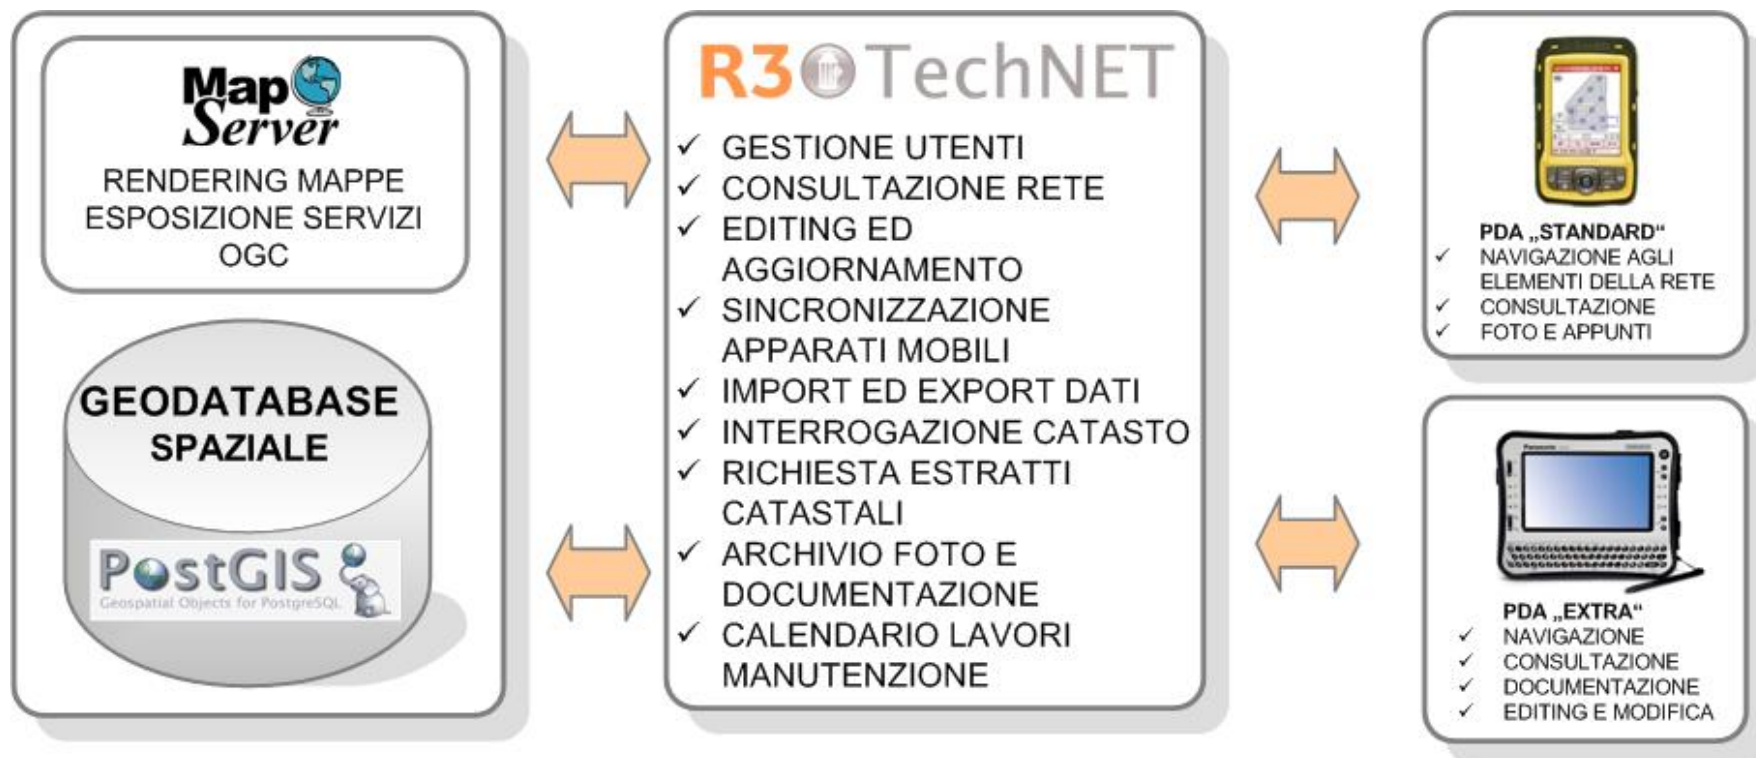 Map
Server
RENDERING MAPPE
ESPOSIZIONE SERVIZI
OGC
GEODATABASE
SPAZIALE
PostGIS
Geospatial Objects for PostgreSQL
R3 TechNET
✓ GESTIONE UTENTI
✓ CONSULTAZIONE RETE
✓ EDITING ED
AGGIORNAMENTO
✓ SINCRONIZZAZIONE
APPARATI MOBILI
✓ IMPORT ED EXPORT DATI
✓ INTERROGAZIONE CATASTO
✓ RICHIESTA ESTRATTI
CATASTALI
✓ ARCHIVIO FOTO E
DOCUMENTAZIONE
✓ CALENDARIO LAVORI
MANUTENZIONE
PDA „STANDARD“
✓ NAVIGAZIONE AGLI
ELEMENTI DELLA RETE
✓ CONSULTAZIONE
✓ FOTO E APPUNTI
Panasonic
PDA „EXTRA“
✓ NAVIGAZIONE
✓ CONSULTAZIONE
✓ DOCUMENTAZIONE
✓ EDITING E MODIFICA